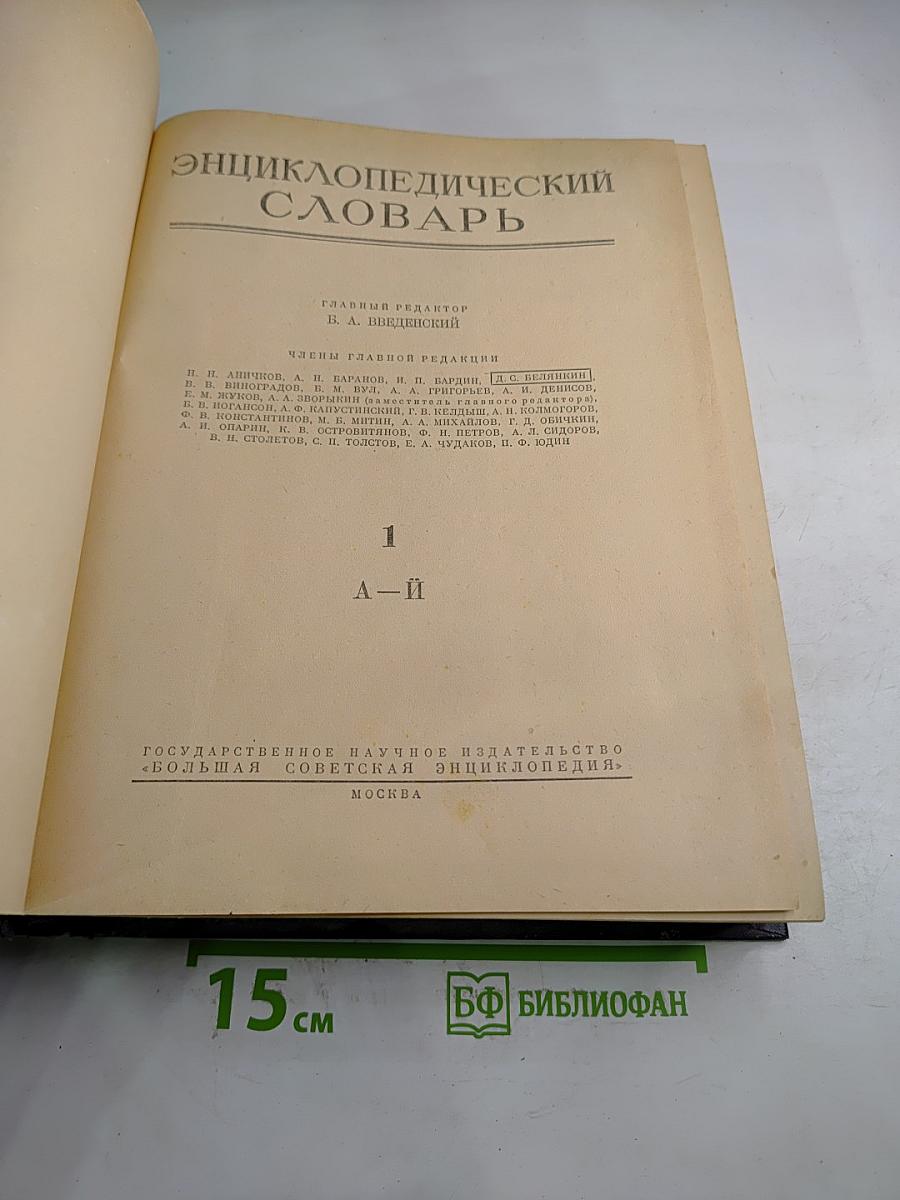 ЭНЦИКЛОПЕДИЧЕСКИЙ
СЛОВАРЬ
ГЛАВНЫЙ РЕДАКТОР
Б. А. ВВЕДЕНСКИЙ
ЧЛЕНЫ ГЛАВНОЙ РЕДАКЦИИ
Н. Н. АНИЧКОВ, А. Н. БАРАНОВ, И. П. БАРДИН, Д. С. БЕЛЯНКИН,
В. В. ВИНОГРАДОВ, Б. М. ВУЛ, А. А. ГРИГОРЬЕВ, А. И. ДЕНИСОВ,
Е. М. ЖУКОВ, А. А. ЗВОРЫКИН (заместитель главного редактора),
Б. В. ИОГАНСОН, А. Ф. КАПУСТИНСКИЙ, Г. В. КЕЛДЫШ, А. Н. КОЛМОГОРОВ,
Ф. В. КОНСТАНТИНОВ, М. Б. МИТИН, А. А. МИХАЙЛОВ, Г. Д. ОБИЧКИН,
А. И. ОПАРИН, К. В. ОСТРОВИТЯНОВ, Ф. Н. ПЕТРОВ, А. Л. СИДОРОВ,
В. Н. СТОЛЕТОВ, С. П. ТОЛСТОВ, Е. А. ЧУДАКОВ, П. Ф. ЮДИН
1
А — Й
ГОСУДАРСТВЕННОЕ НАУЧНОЕ ИЗДАТЕЛЬСТВО
«БОЛЬШАЯ СОВЕТСКАЯ ЭНЦИКЛОПЕДИЯ»
МОСКВА
15 см
БФ БИБЛИОФАН